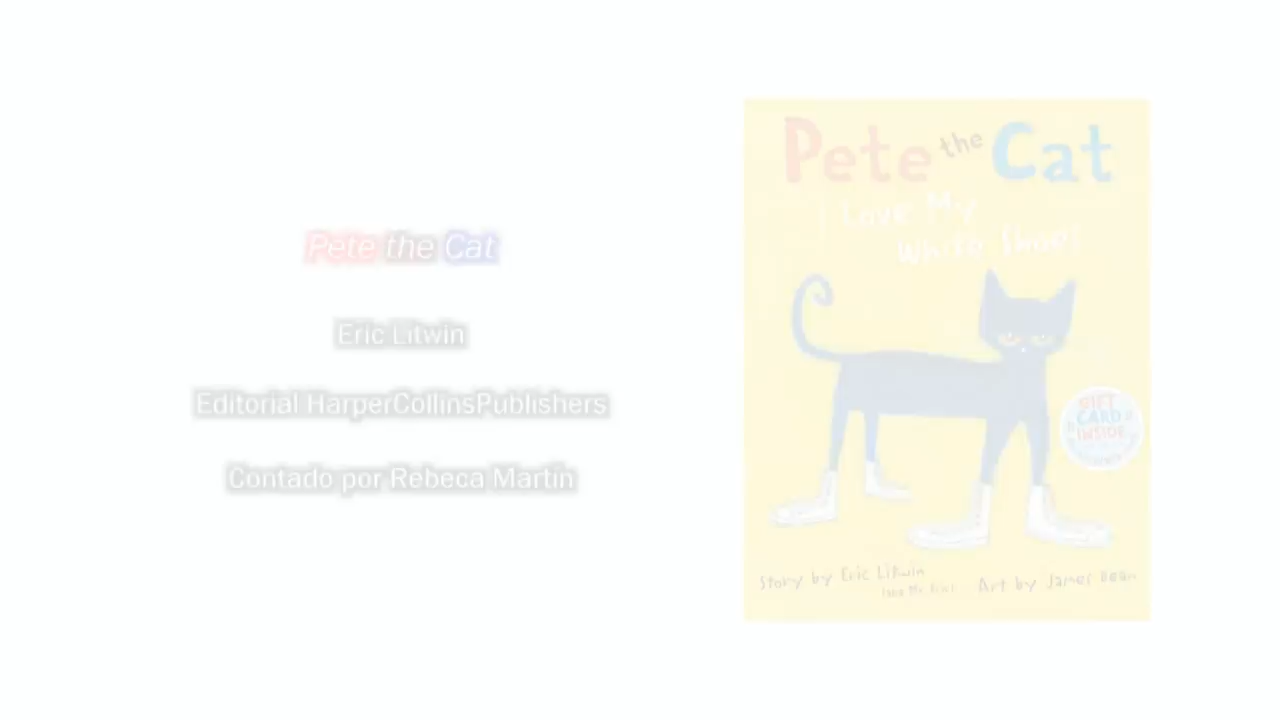 Pete the Cat
Eric Litwin
Editorial HarperCollinsPublishers
Contado por Rebeca Martín
Pete the Cat
I Love My
White Shoes
GIFT
CARD
INSIDE
Story by Eric Litwin
Art by James Dean